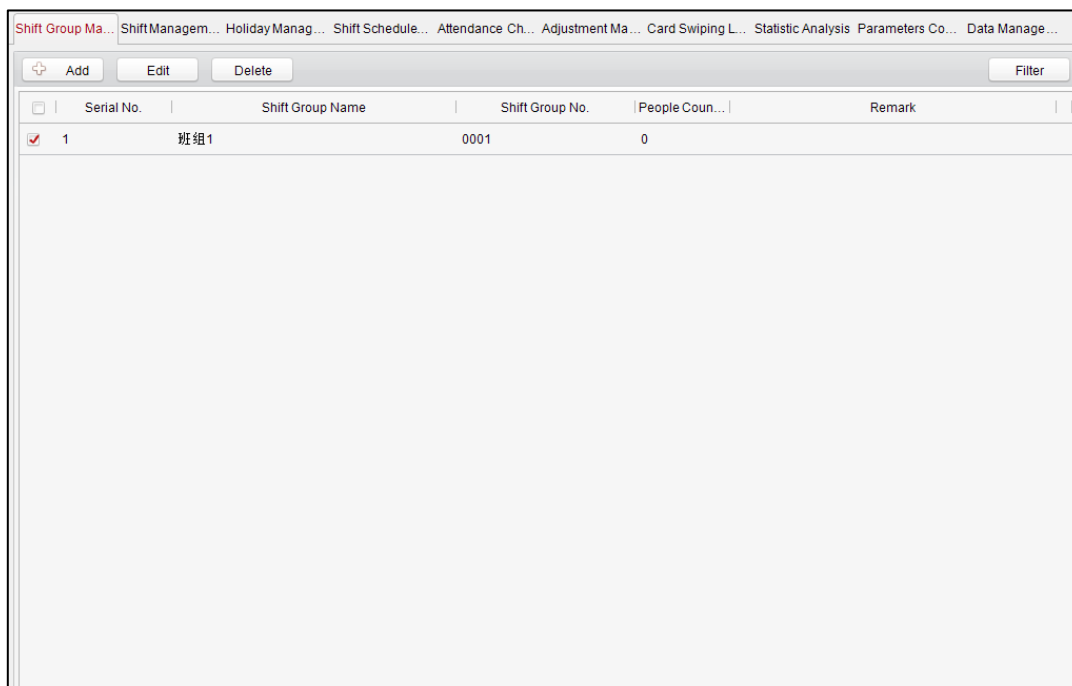 Shift Group Ma... Shift Managem... Holiday Manag... Shift Schedule... Attendance Ch... Adjustment Ma... Card Swiping L... Statistic Analysis Parameters Co... Data Manage...
Add Edit Delete Filter
Serial No. Shift Group Name Shift Group No. People Coun... Remark
1 班组1 0001 0